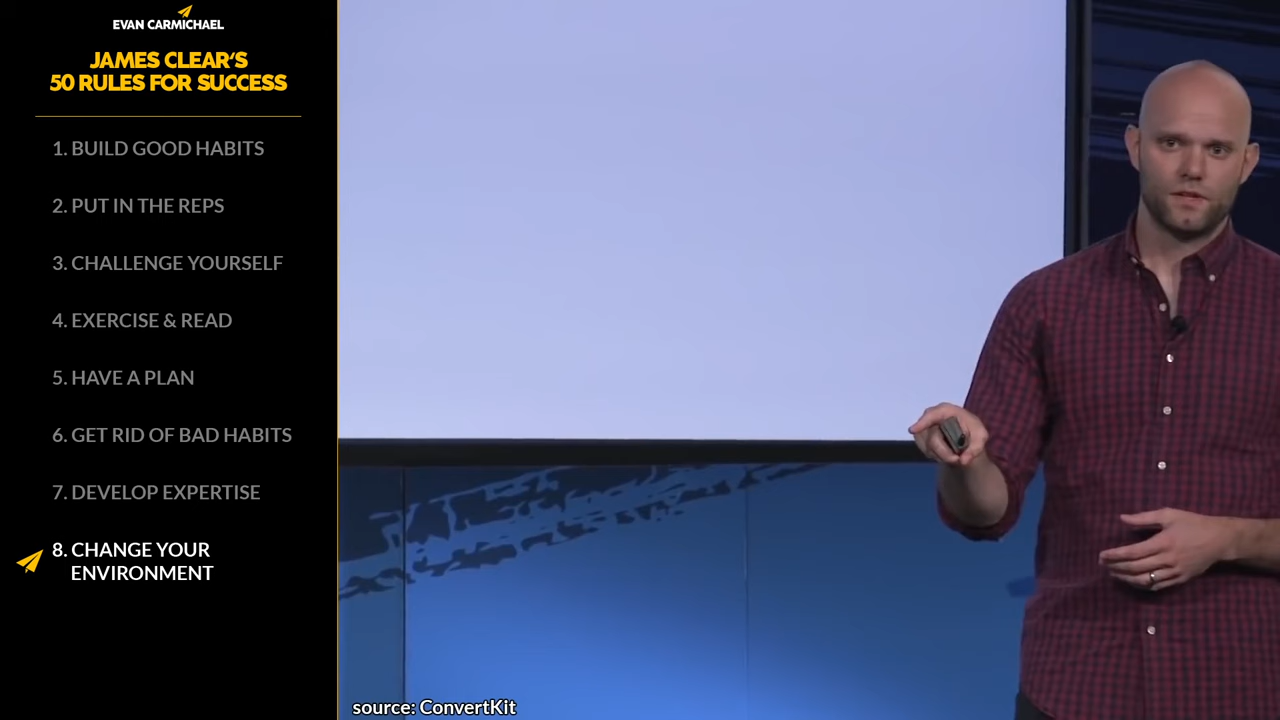 EVAN CARMICHAEL
JAMES CLEAR'S
50 RULES FOR SUCCESS
1. BUILD GOOD HABITS
2. PUT IN THE REPS
3. CHALLENGE YOURSELF
4. EXERCISE & READ
5. HAVE A PLAN
6. GET RID OF BAD HABITS
7. DEVELOP EXPERTISE
8. CHANGE YOUR
ENVIRONMENT
source: ConvertKit